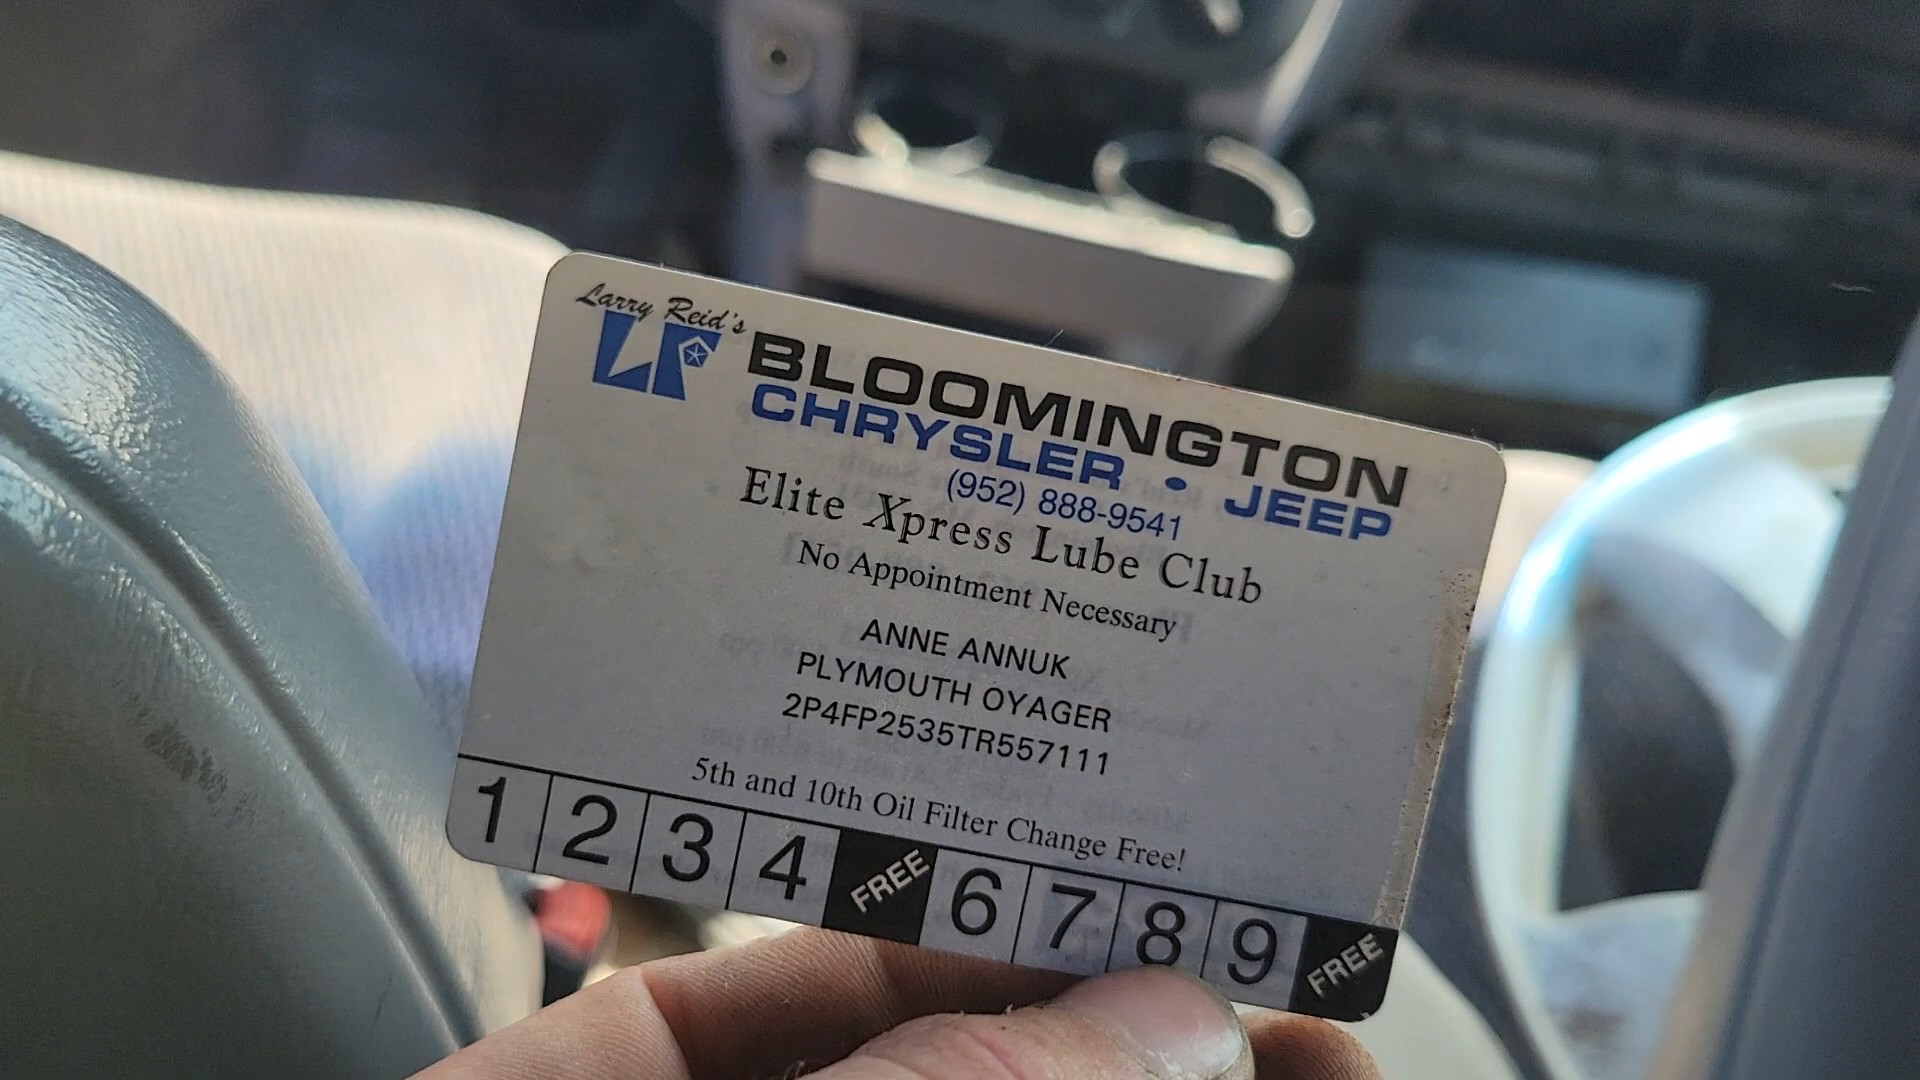 Larry Reid's
LR
BLOOMINGTON
CHRYSLER • JEEP
(952) 888-9541
Elite Xpress Lube Club
No Appointment Necessary
ANNE ANNUK
PLYMOUTH OYAGER
2P4FP2535TR557111
5th and 10th Oil Filter Change Free!
1 2 3 4 FREE 6 7 8 9 FREE